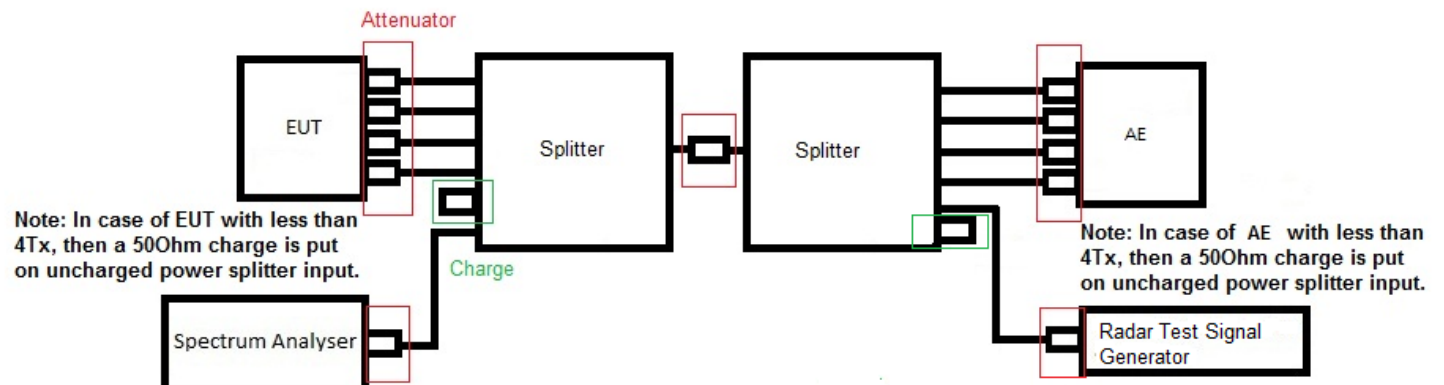 Attenuator
EUT
Splitter
Splitter
AE
Note: In case of EUT with less than
4Tx, then a 50Ohm charge is put
on uncharged power splitter input.
Charge
Note: In case of AE with less than
4Tx, then a 50Ohm charge is put
on uncharged power splitter input.
Spectrum Analyser
Radar Test Signal
Generator